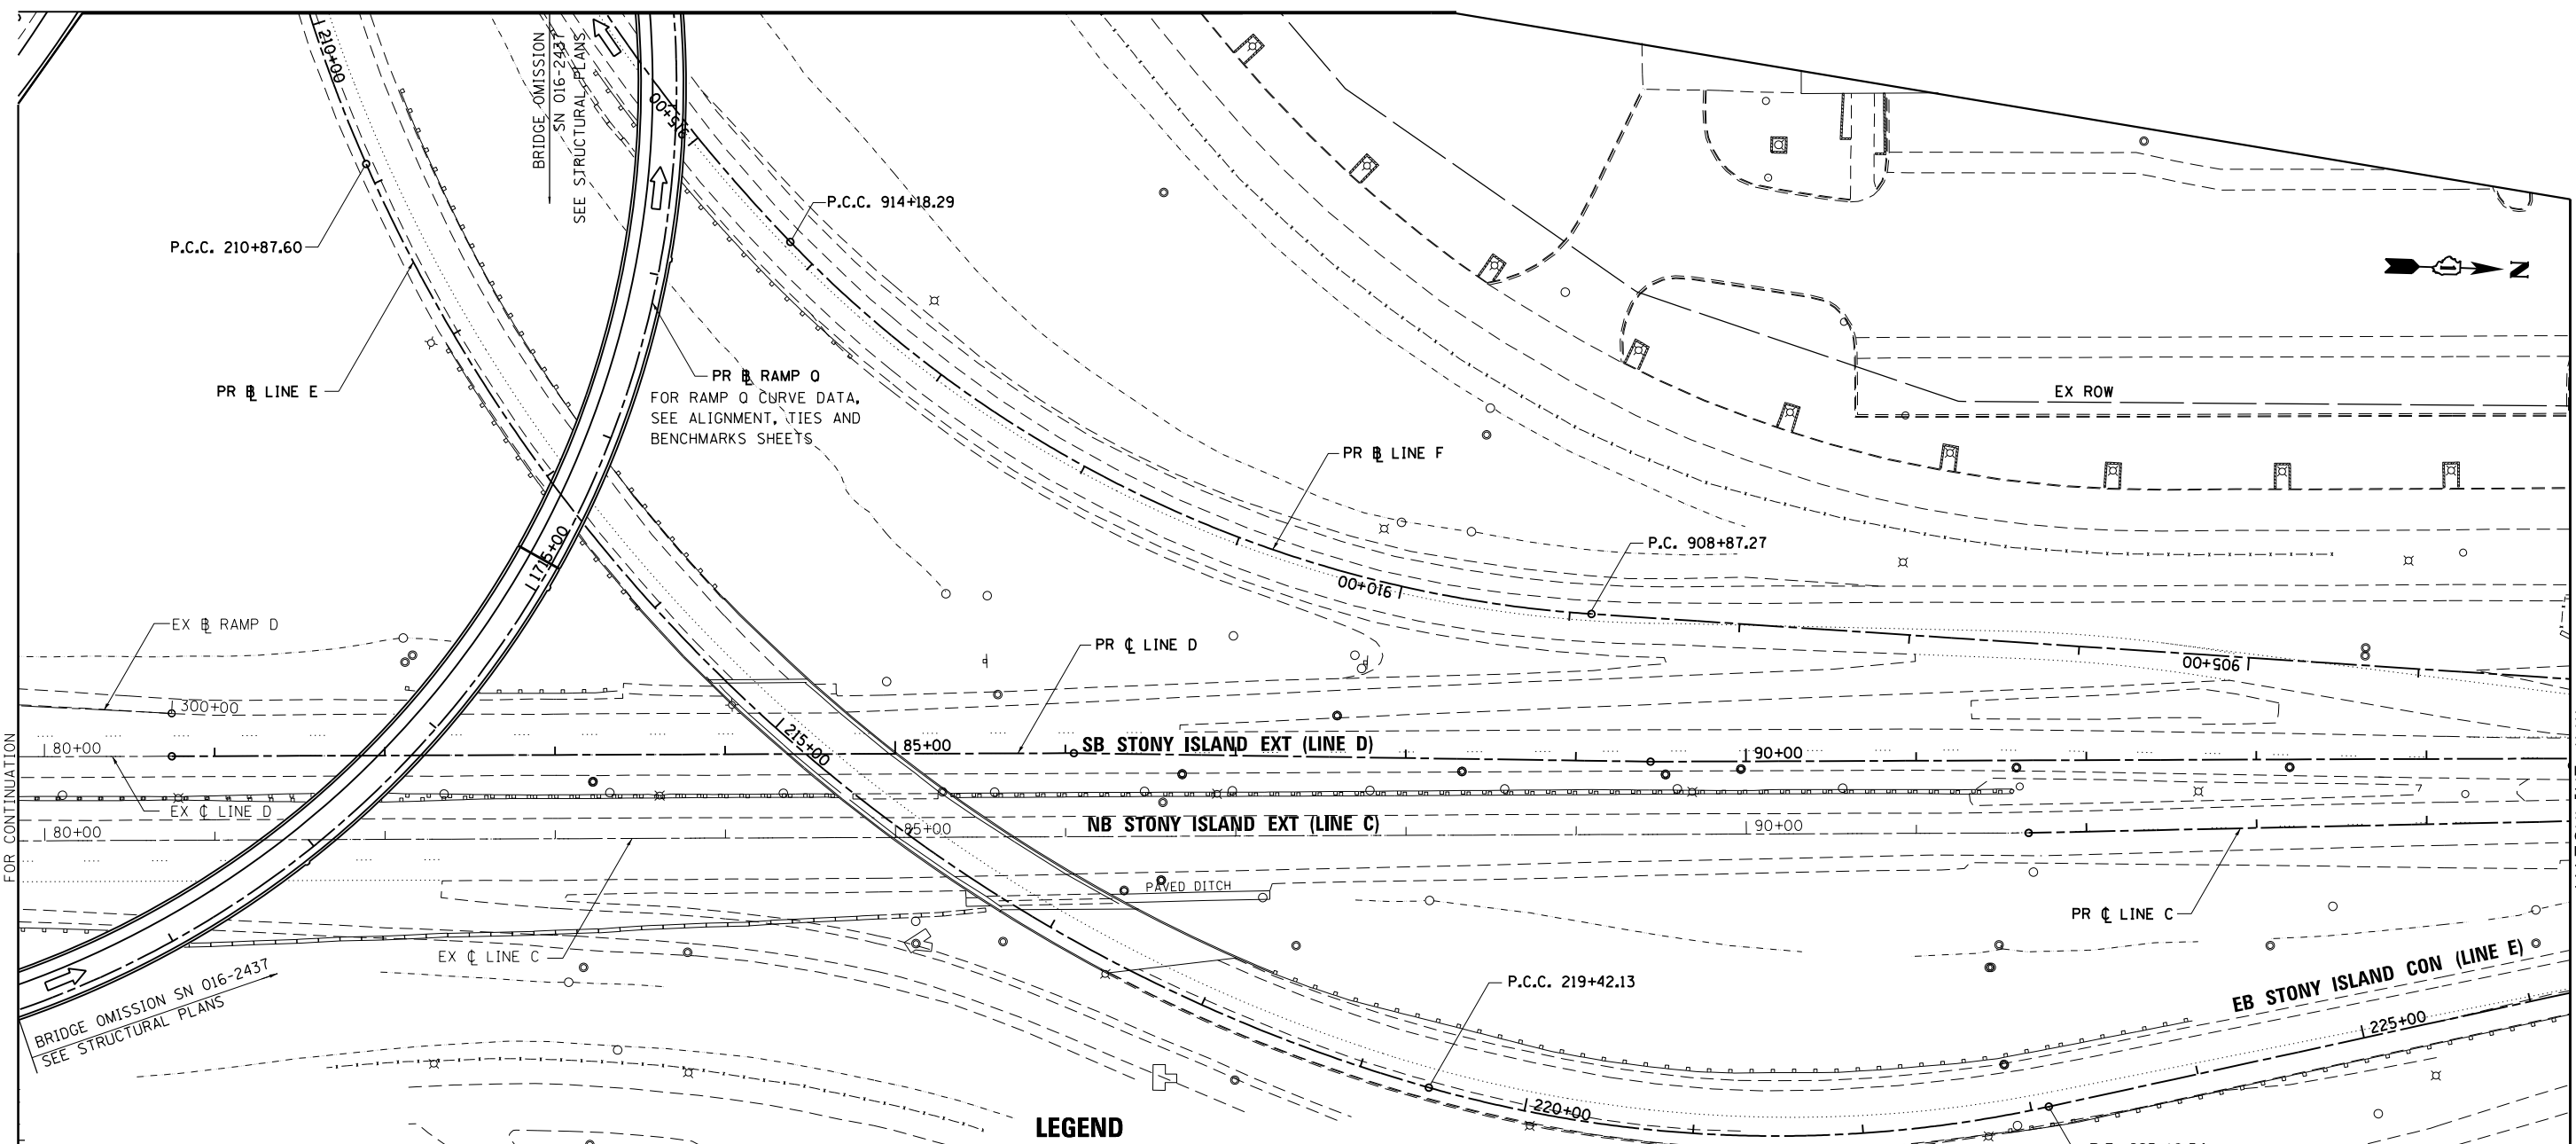 210+00
BRIDGE OMISSION
SN 016-2437
SEE STRUCTURAL PLANS
915+00
P.C.C. 914+18.29
P.C.C. 210+87.60
N
PR ⅊ LINE E
PR ⅊ RAMP Q
FOR RAMP Q CURVE DATA,
SEE ALIGNMENT, TIES AND
BENCHMARKS SHEETS
EX ROW
PR ⅊ LINE F
P.C. 908+87.27
1715+00
910+00
EX ⅊ RAMP D
PR ℄ LINE D
905+00
300+00
FOR CONTINUATION
80+00
215+00
85+00
SB STONY ISLAND EXT (LINE D)
90+00
EX ℄ LINE D
80+00
85+00
NB STONY ISLAND EXT (LINE C)
90+00
PAVED DITCH
PR ℄ LINE C
EX ℄ LINE C
BRIDGE OMISSION SN 016-2437
SEE STRUCTURAL PLANS
P.C.C. 219+42.13
EB STONY ISLAND CON (LINE E)
225+00
220+00
LEGEND